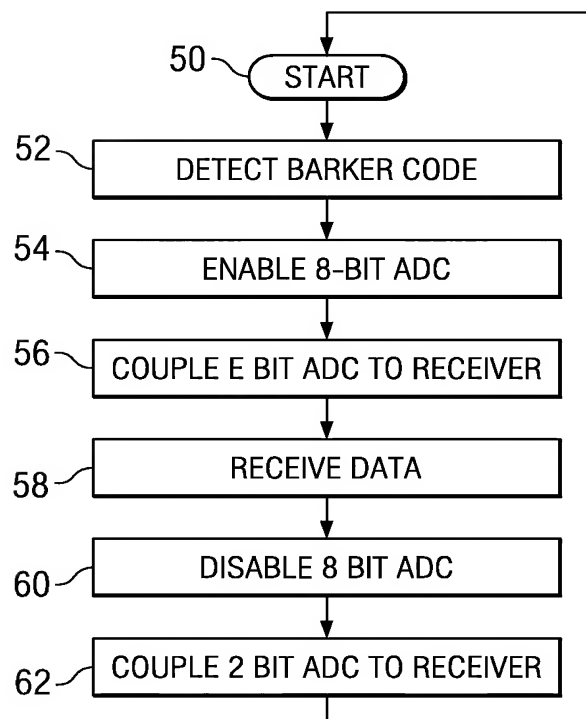 50
START
52
DETECT BARKER CODE
54
ENABLE 8-BIT ADC
56
COUPLE E BIT ADC TO RECEIVER
58
RECEIVE DATA
60
DISABLE 8 BIT ADC
62
COUPLE 2 BIT ADC TO RECEIVER